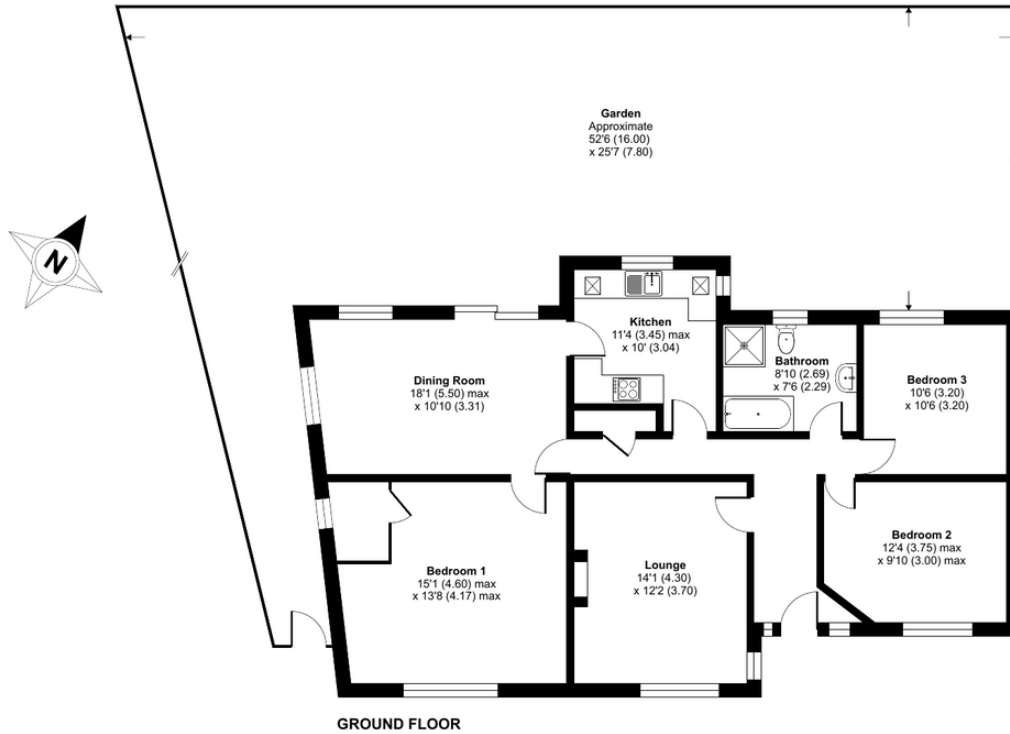 Garden
Approximate
52'6 (16.00)
x 25'7 (7.80)
N
Kitchen
11'4 (3.45) max
x 10' (3.04)
Bathroom
8'10 (2.69)
x 7'6 (2.29)
Dining Room
18'1 (5.50) max
x 10'10 (3.31)
Bedroom 3
10'6 (3.20)
x 10'6 (3.20)
Bedroom 2
12'4 (3.75) max
x 9'10 (3.00) max
Bedroom 1
15'1 (4.60) max
x 13'8 (4.17) max
Lounge
14'1 (4.30)
x 12'2 (3.70)
GROUND FLOOR